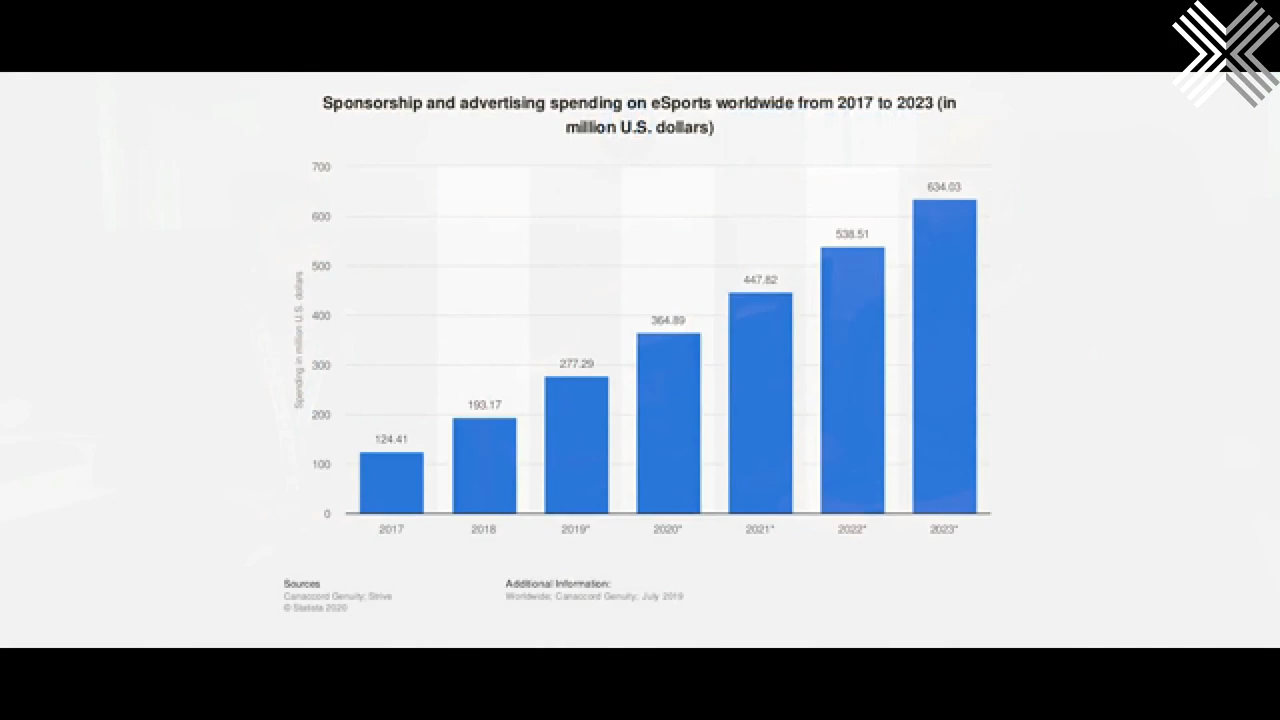 Sponsorship and advertising spending on eSports worldwide from 2017 to 2023 (in
million U.S. dollars)
Spending in million U.S. dollars
700
600
500
400
300
200
100
0
124.41
193.17
277.29
364.89
447.82
538.51
634.03
2017
2018
2019*
2020*
2021*
2022*
2023*
Sources
Canaccord Genuity; Strive
© Statista 2020
Additional Information:
Worldwide; Canaccord Genuity; July 2019